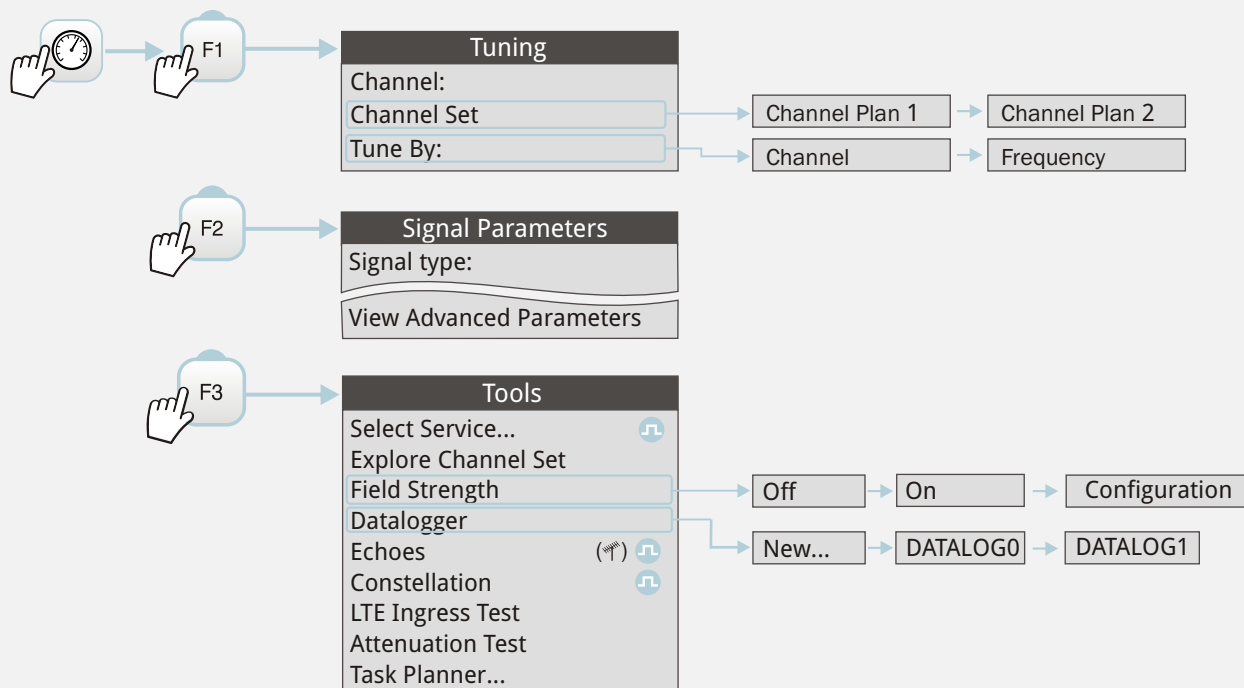 F1
Tuning
Channel:
Channel Set
Channel Plan 1
Channel Plan 2
Tune By:
Channel
Frequency
F2
Signal Parameters
Signal type:
View Advanced Parameters
F3
Tools
Select Service...
Explore Channel Set
Field Strength
Off
On
Configuration
Datalogger
New...
DATALOG0
DATALOG1
Echoes
Constellation
LTE Ingress Test
Attenuation Test
Task Planner...